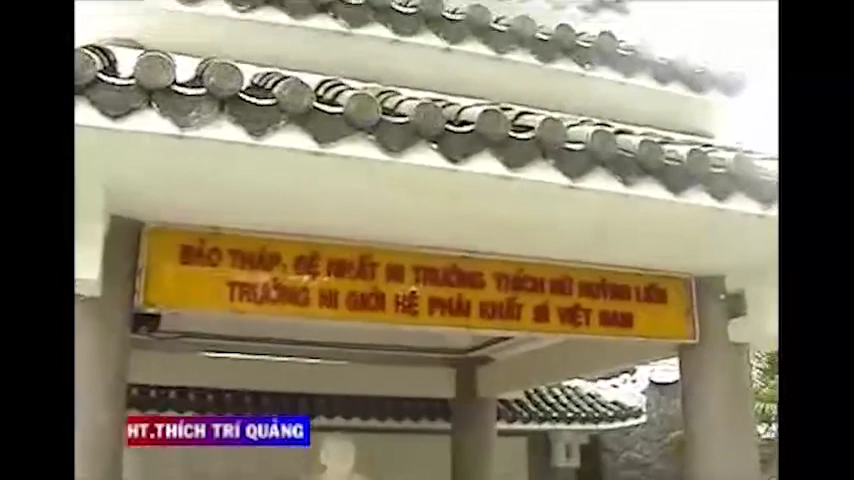 BẢO THÁP: ĐỆ NHẤT NI TRƯỞNG THÍCH NỮ HUỲNH LIÊN
TRƯỞNG NI GIỚI HỆ PHÁI KHẤT SĨ VIỆT NAM
HT.THÍCH TRÍ QUẢNG